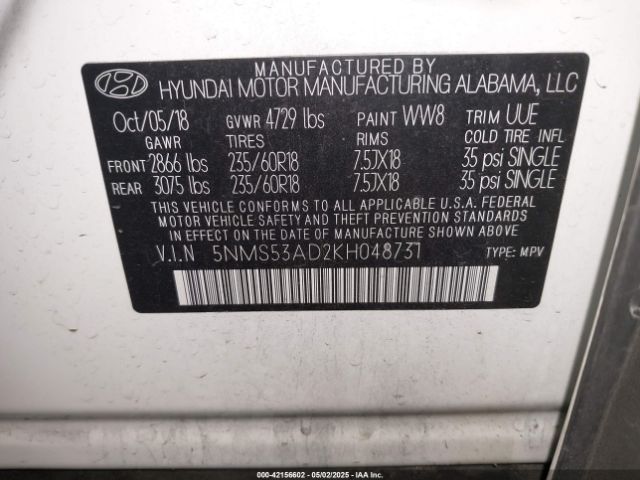 MANUFACTURED BY
HYUNDAI MOTOR MANUFACTURING ALABAMA, LLC
Oct/05/18 GVWR 4729 lbs PAINT WW8 TRIM UUE
GAWR TIRES RIMS COLD TIRE INFL
FRONT 2866 lbs 235/60R18 7.5JX18 35 psi SINGLE
REAR 3075 lbs 235/60R18 7.5JX18 35 psi SINGLE
THIS VEHICLE CONFORMS TO ALL APPLICABLE U.S.A. FEDERAL
MOTOR VEHICLE SAFETY AND THEFT PREVENTION STANDARDS
IN EFFECT ON THE DATE OF MANUFACTURE SHOWN ABOVE.
V.I.N 5NMS53AD2KH048731 TYPE: MPV
000-42156602 - 05/02/2025 - IAA Inc.